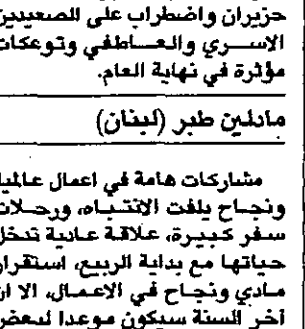 حزيران واضطراب على الصعيدين
الاسري والعاطفي وتوعكات
مؤثرة في نهاية العام.
مادلين طبر (لبنان)
مشاركات هامة في اعمال عالمية
ونجاح يلفت الانتباه، ورحلات
سفر كبيرة، علاقة عادية تدخل
حياتها مع بداية الربيع، استقرار
مادي ونجاح في الاعمال، الا ان
آخر السنة سيكون موعدا لبعض